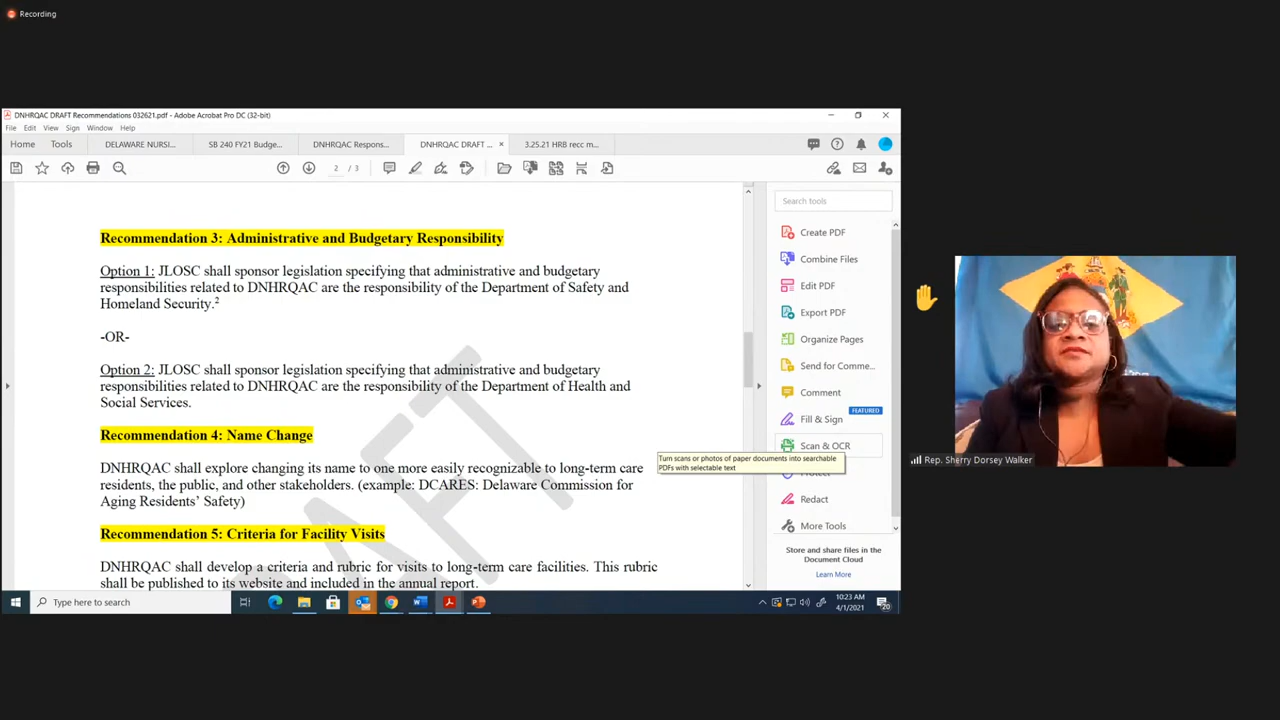 Recording
DNHRQAC DRAFT Recommendations 032621.pdf - Adobe Acrobat Pro DC (32-bit)
File Edit View Sign Window Help
Home Tools DELAWARE NURSI... SB 240 FY21 Budge... DNHRQAC Respons... DNHRQAC DRAFT ... × 3.25.21 HRB recc m...
2 / 3
Recommendation 3: Administrative and Budgetary Responsibility
Option 1: JLOSC shall sponsor legislation specifying that administrative and budgetary
responsibilities related to DNHRQAC are the responsibility of the Department of Safety and
Homeland Security.2
-OR-
Option 2: JLOSC shall sponsor legislation specifying that administrative and budgetary
responsibilities related to DNHRQAC are the responsibility of the Department of Health and
Social Services.
Recommendation 4: Name Change
DNHRQAC shall explore changing its name to one more easily recognizable to long-term care
residents, the public, and other stakeholders. (example: DCARES: Delaware Commission for
Aging Residents' Safety)
Recommendation 5: Criteria for Facility Visits
DNHRQAC shall develop a criteria and rubric for visits to long-term care facilities. This rubric
shall be published to its website and included in the annual report.
DRAFT
Search tools
Create PDF
Combine Files
Edit PDF
Export PDF
Organize Pages
Send for Comme...
Comment
Fill & Sign
FEATURED
Scan & OCR
Turn scans or photos of paper documents into searchable
PDFs with selectable text
Protect
Redact
More Tools
Store and share files in the
Document Cloud
Learn More
Type here to search
10:23 AM
4/1/2021
20
Rep. Sherry Dorsey Walker